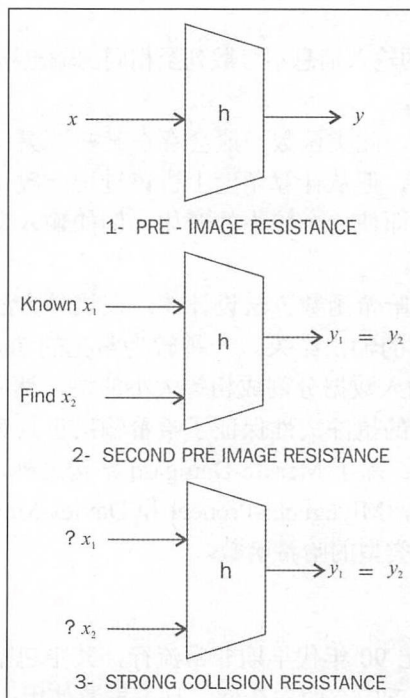 x
h
y
1- PRE - IMAGE RESISTANCE
Known x₁
h
y₁ = y₂
Find x₂
2- SECOND PRE IMAGE RESISTANCE
? x₁
h
y₁ = y₂
? x₂
3- STRONG COLLISION RESISTANCE